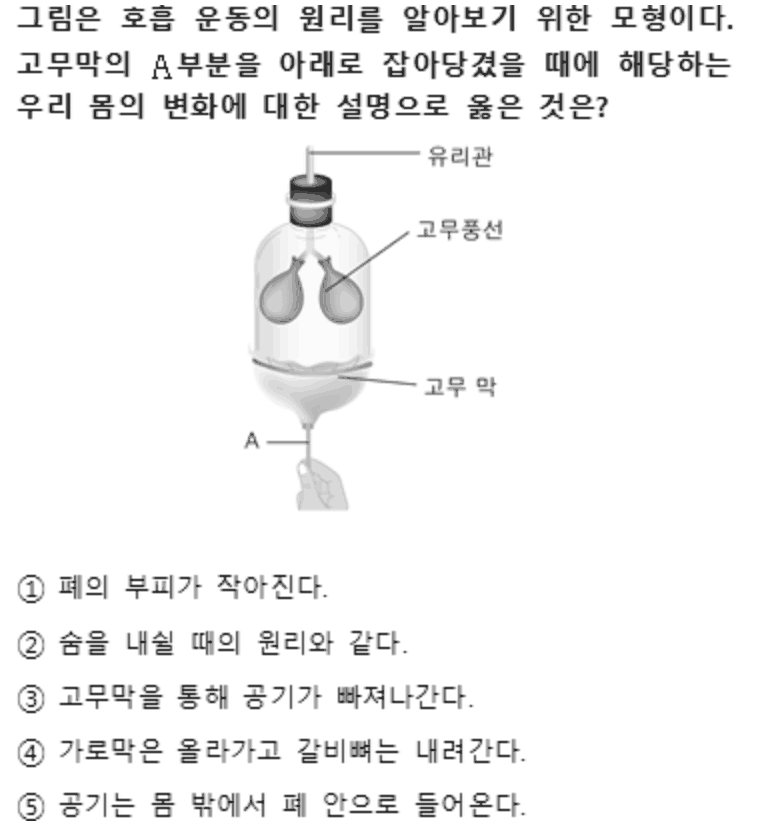 그림은 호흡 운동의 원리를 알아보기 위한 모형이다.
고무막의 A부분을 아래로 잡아당겼을 때에 해당하는
우리 몸의 변화에 대한 설명으로 옳은 것은?
유리관
고무풍선
고무 막
A
① 폐의 부피가 작아진다.
② 숨을 내쉴 때의 원리와 같다.
③ 고무막을 통해 공기가 빠져나간다.
④ 가로막은 올라가고 갈비뼈는 내려간다.
⑤ 공기는 몸 밖에서 폐 안으로 들어온다.